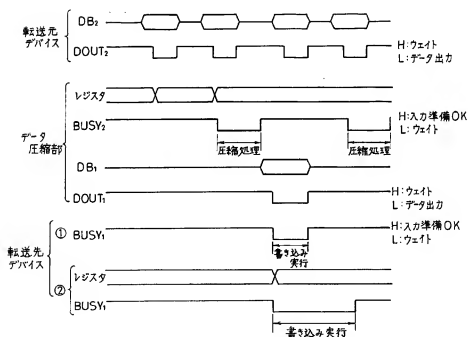 転送元
デバイス
DB₂
DOUT₂
H:ウェイト
L:データ出力
データ
圧縮部
レジスタ
BUSY₂
H:入力準備OK
L:ウェイト
圧縮処理
圧縮処理
DB₁
DOUT₁
H:ウェイト
L:データ出力
転送先
デバイス
① BUSY₁
H:入力準備OK
L:ウェイト
書き込み
実行
②
レジスタ
BUSY₁
書き込み実行